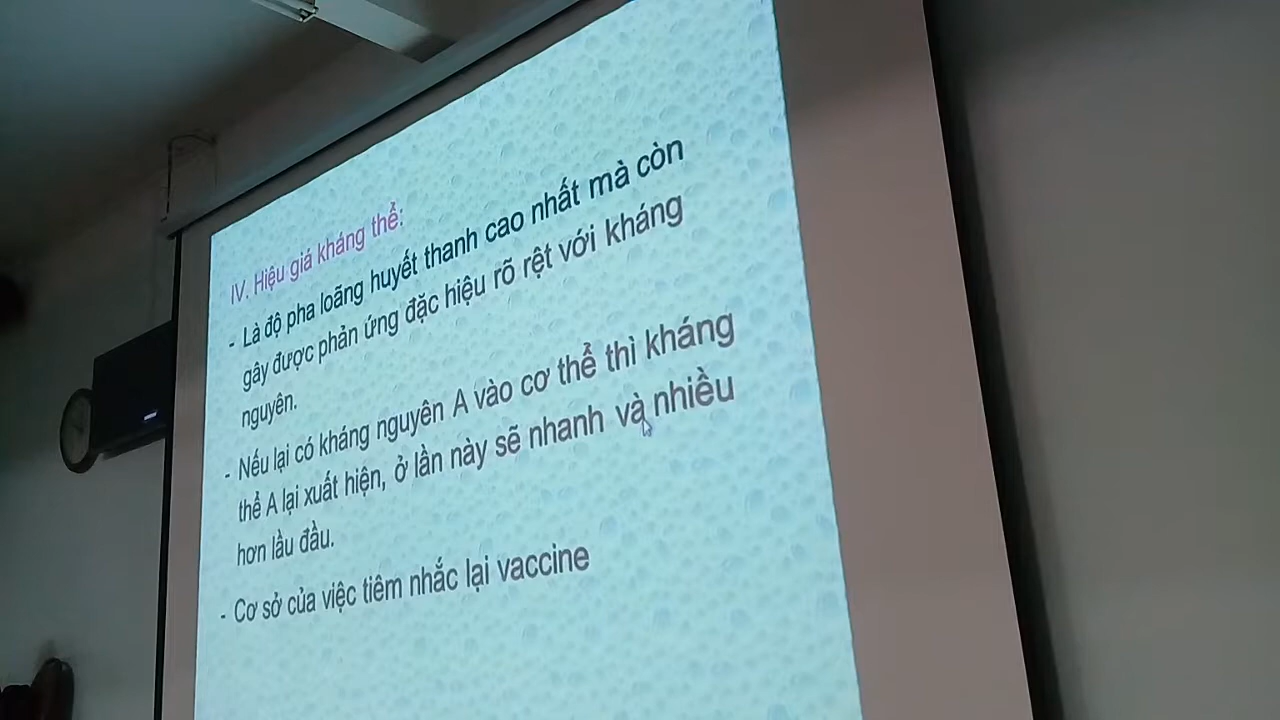 IV. Hiệu giá kháng thể:
- Là độ pha loãng huyết thanh cao nhất mà còn
gây được phản ứng đặc hiệu rõ rệt với kháng
nguyên.
- Nếu lại có kháng nguyên A vào cơ thể thì kháng
thể A lại xuất hiện, ở lần này sẽ nhanh và nhiều
hơn lầu đầu.
- Cơ sở của việc tiêm nhắc lại vaccine